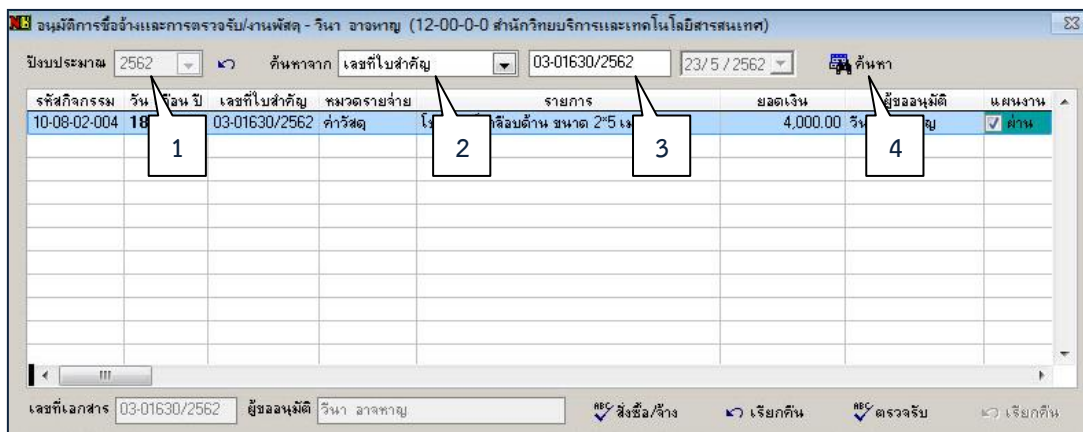 อนุมัติการซื้อจ้างและการตรวจรับ/งานพัสดุ - วีนา อาจหาญ (12-00-0-0 สำนักวิทยบริการและเทคโนโลยีสารสนเทศ)
ปีงบประมาณ 2562 ค้นหาจาก เลขที่ใบสำคัญ 03-01630/2562 23/ 5 / 2562 ค้นหา
รหัสกิจกรรม วัน ปี เลขที่ใบสำคัญ หมวดรายจ่าย รายการ ยอดเงิน ผู้ขออนุมัติ แผนงาน
10-08-02-004 18 03-01630/2562 ค่าวัสดุ ด้าน ขนาด 2*5 4,000.00 ผ่าน
1 2 3 4
เลขที่เอกสาร 03-01630/2562 ผู้ขออนุมัติ วีนา อาจหาญ ABC สั่งซื้อ/จ้าง เรียกคืน ABC ตรวจรับ เรียกคืน